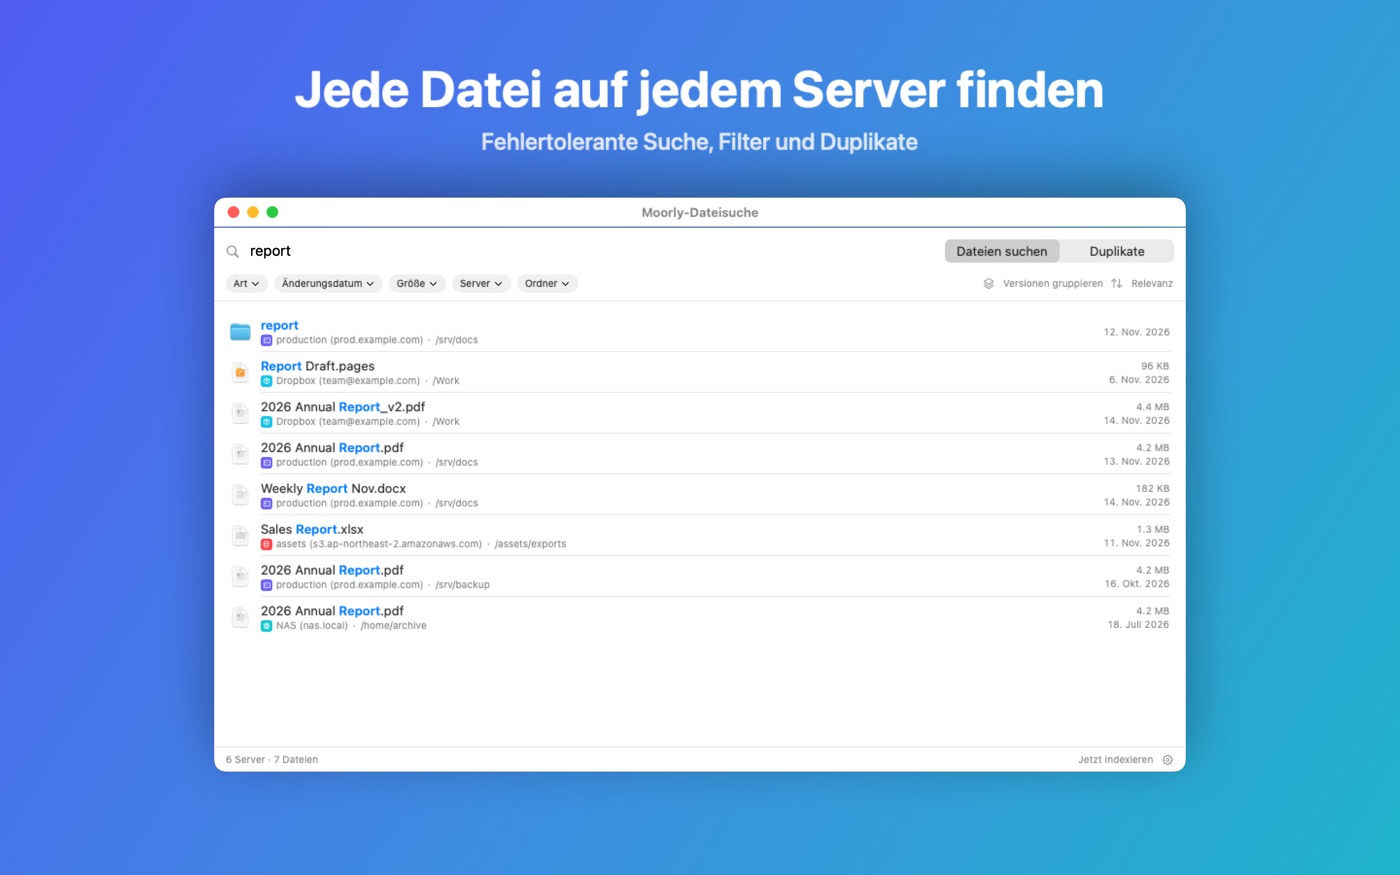 Jede Datei auf jedem Server finden
Fehlertolerante Suche, Filter und Duplikate
Moorly-Dateisuche
report
Dateien suchen
Duplikate
Art
Änderungsdatum
Größe
Server
Ordner
Versionen gruppieren
Relevanz
report
production (prod.example.com) · /srv/docs
12. Nov. 2026
Report Draft.pages
96 KB
Dropbox (team@example.com) · /Work
6. Nov. 2026
2026 Annual Report_v2.pdf
4.4 MB
Dropbox (team@example.com) · /Work
14. Nov. 2026
2026 Annual Report.pdf
4.2 MB
production (prod.example.com) · /srv/docs
13. Nov. 2026
Weekly Report Nov.docx
182 KB
production (prod.example.com) · /srv/docs
14. Nov. 2026
Sales Report.xlsx
1.3 MB
assets (s3.ap-northeast-2.amazonaws.com) · /assets/exports
11. Nov. 2026
2026 Annual Report.pdf
4.2 MB
production (prod.example.com) · /srv/backup
16. Okt. 2026
2026 Annual Report.pdf
4.2 MB
NAS (nas.local) · /home/archive
18. Juli 2026
6 Server · 7 Dateien
Jetzt indexieren